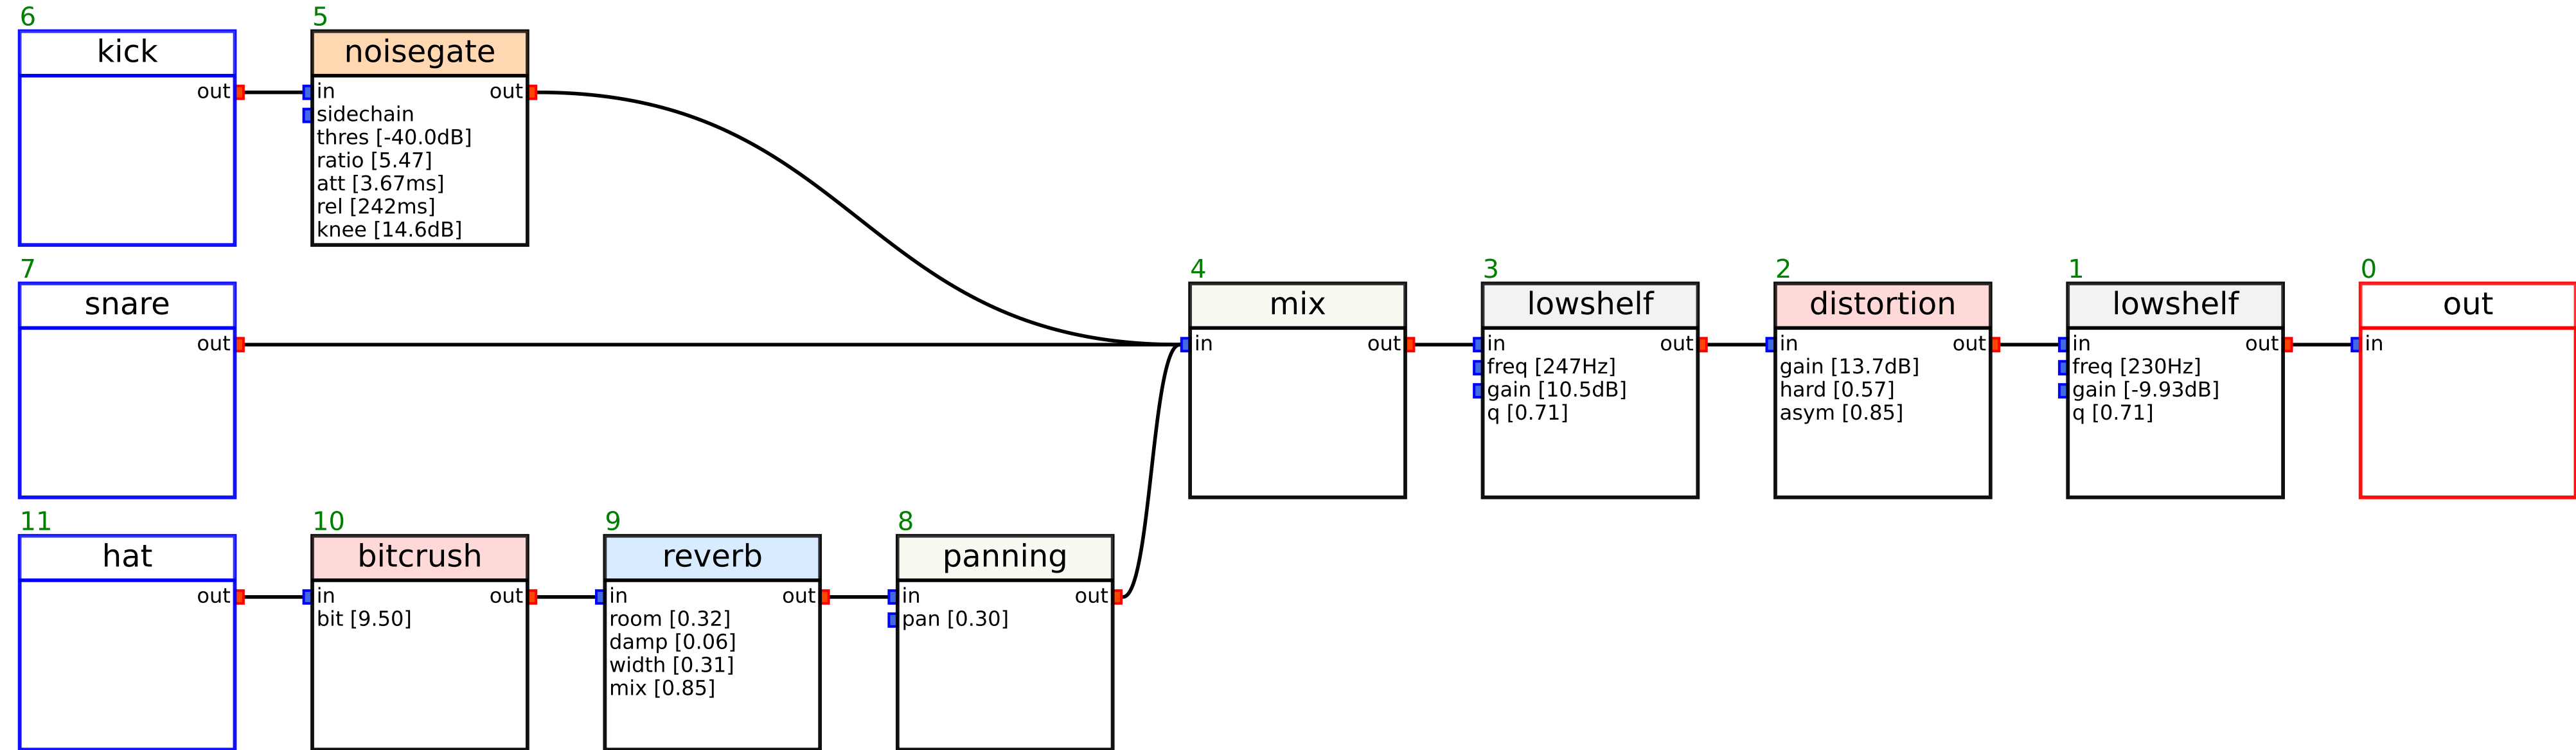 6
kick
out
5
noisegate
in out
sidechain
thres [-40.0dB]
ratio [5.47]
att [3.67ms]
rel [242ms]
knee [14.6dB]
7
snare
out
4
mix
in out
3
lowshelf
in out
freq [247Hz]
gain [10.5dB]
q [0.71]
2
distortion
in out
gain [13.7dB]
hard [0.57]
asym [0.85]
1
lowshelf
in out
freq [230Hz]
gain [-9.93dB]
q [0.71]
0
out
in
11
hat
out
10
bitcrush
in out
bit [9.50]
9
reverb
in out
room [0.32]
damp [0.06]
width [0.31]
mix [0.85]
8
panning
in out
pan [0.30]